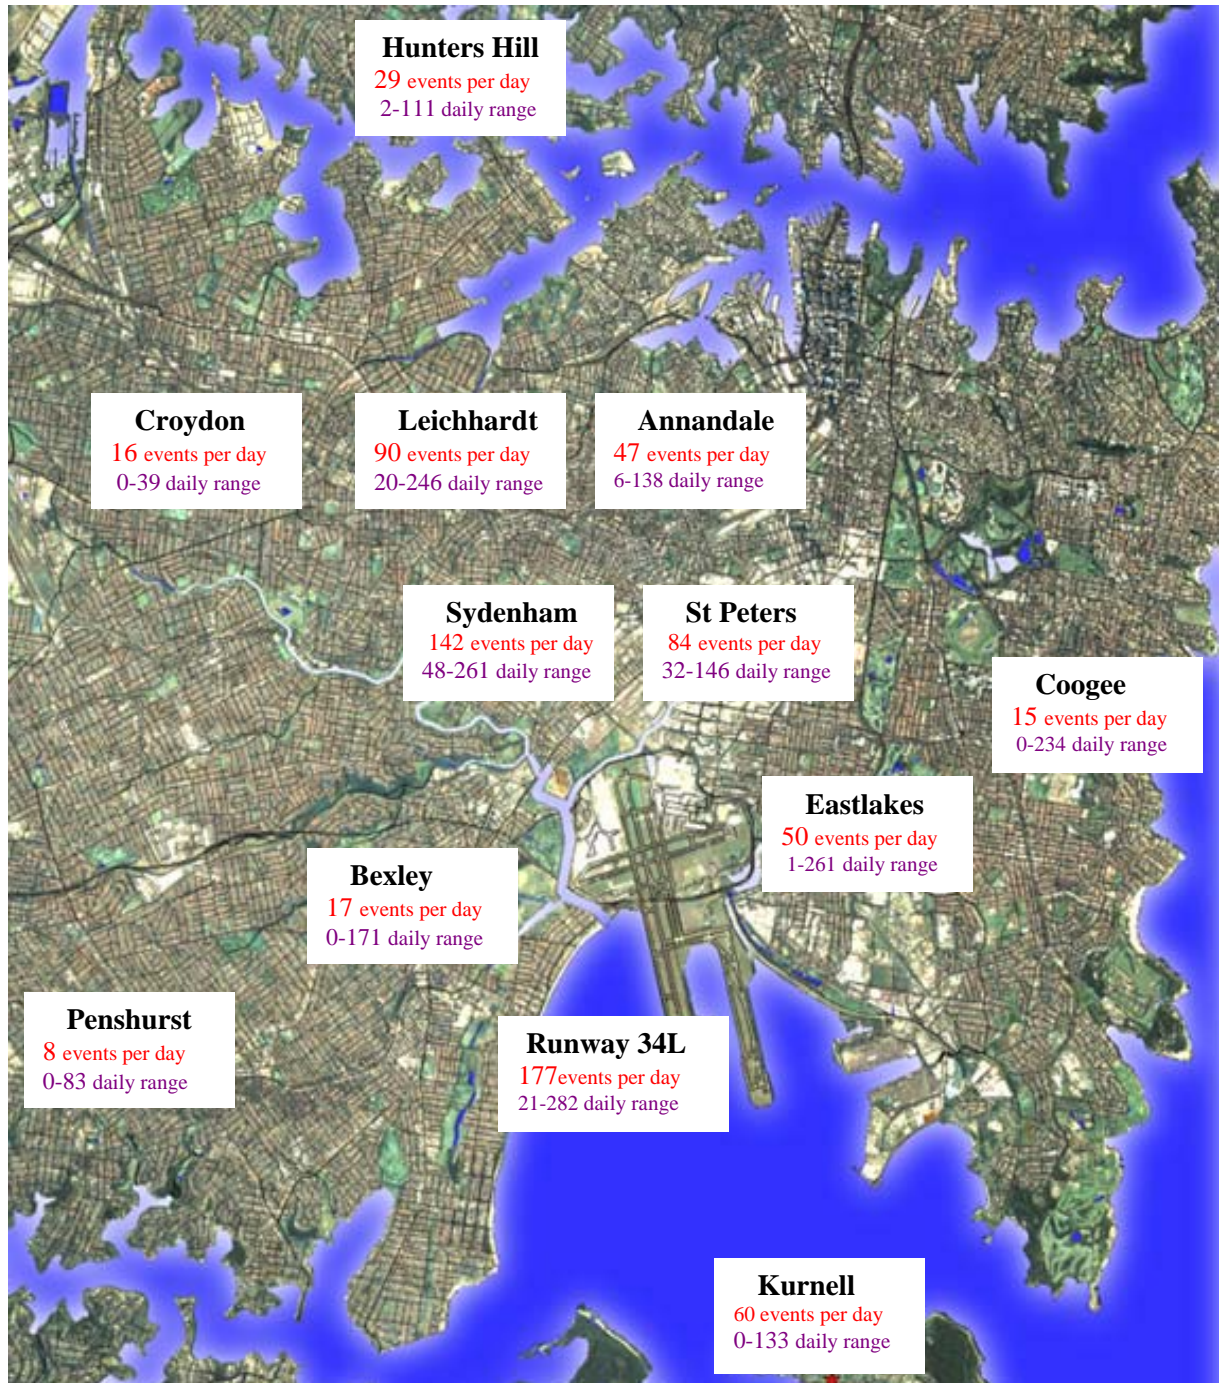 Hunters Hill
29 events per day
2-111 daily range
Croydon
16 events per day
0-39 daily range
Leichhardt
90 events per day
20-246 daily range
Annandale
47 events per day
6-138 daily range
Sydenham
142 events per day
48-261 daily range
St Peters
84 events per day
32-146 daily range
Coogee
15 events per day
0-234 daily range
Eastlakes
50 events per day
1-261 daily range
Bexley
17 events per day
0-171 daily range
Penshurst
8 events per day
0-83 daily range
Runway 34L
177events per day
21-282 daily range
Kurnell
60 events per day
0-133 daily range